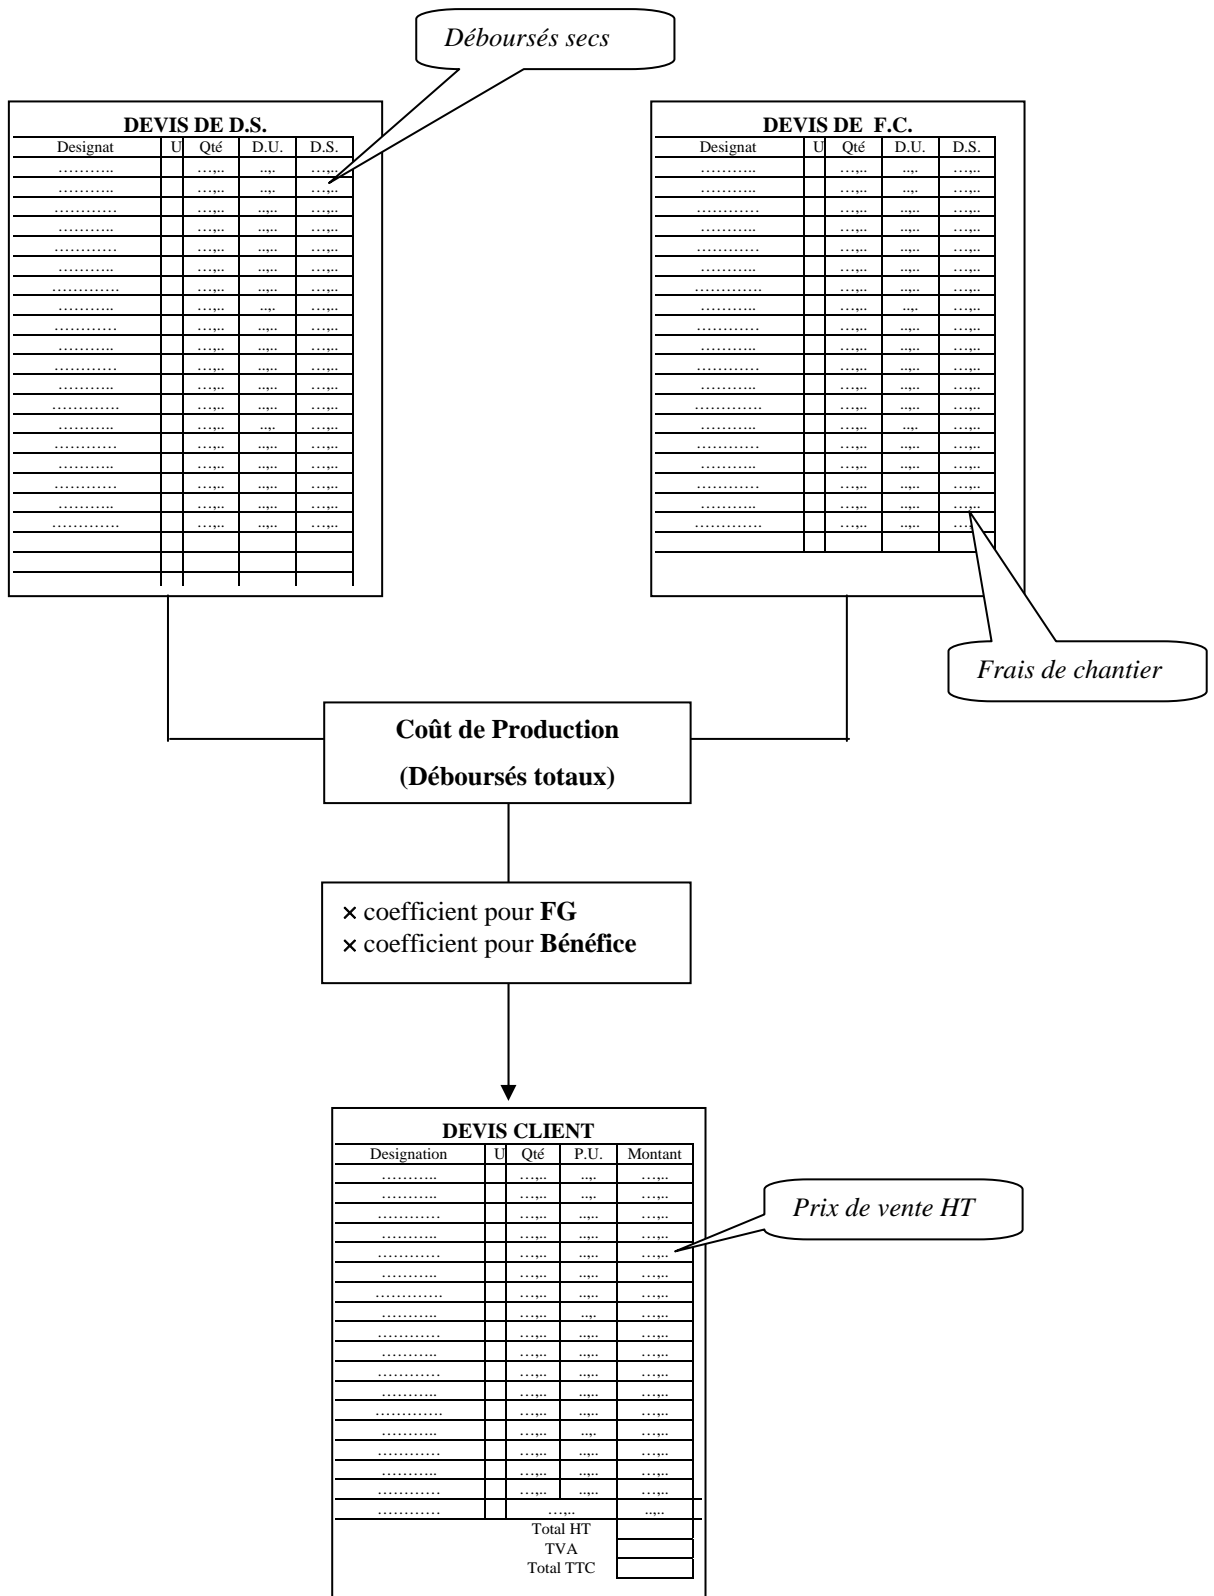 Déboursés secs
DEVIS DE D.S.
Designat U Qté D.U. D.S.
DEVIS DE F.C.
Designat U Qté D.U. D.S.
Frais de chantier
Coût de Production
(Déboursés totaux)
× coefficient pour FG
× coefficient pour Bénéfice
DEVIS CLIENT
Designation U Qté P.U. Montant
Prix de vente HT
Total HT
TVA
Total TTC